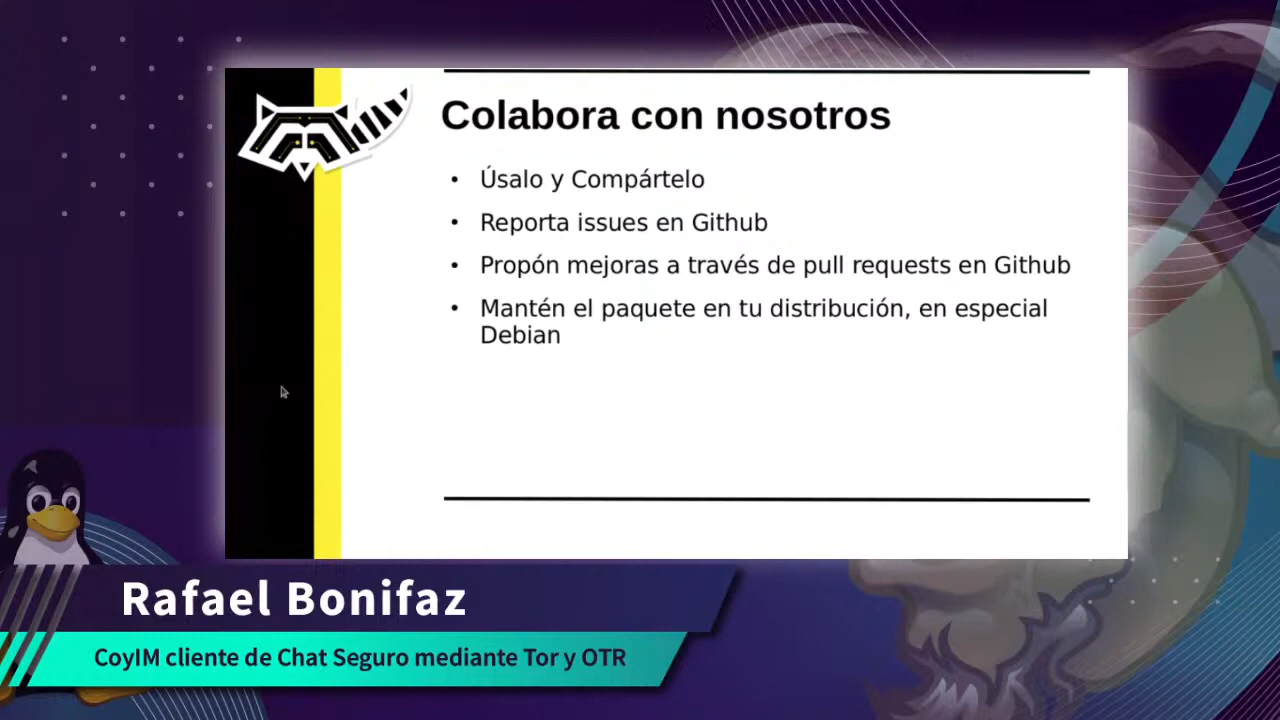 Colabora con nosotros
• Úsalo y Compártelo
• Reporta issues en Github
• Propón mejoras a través de pull requests en Github
• Mantén el paquete en tu distribución, en especial
Debian
Rafael Bonifaz
CoyIM cliente de Chat Seguro mediante Tor y OTR